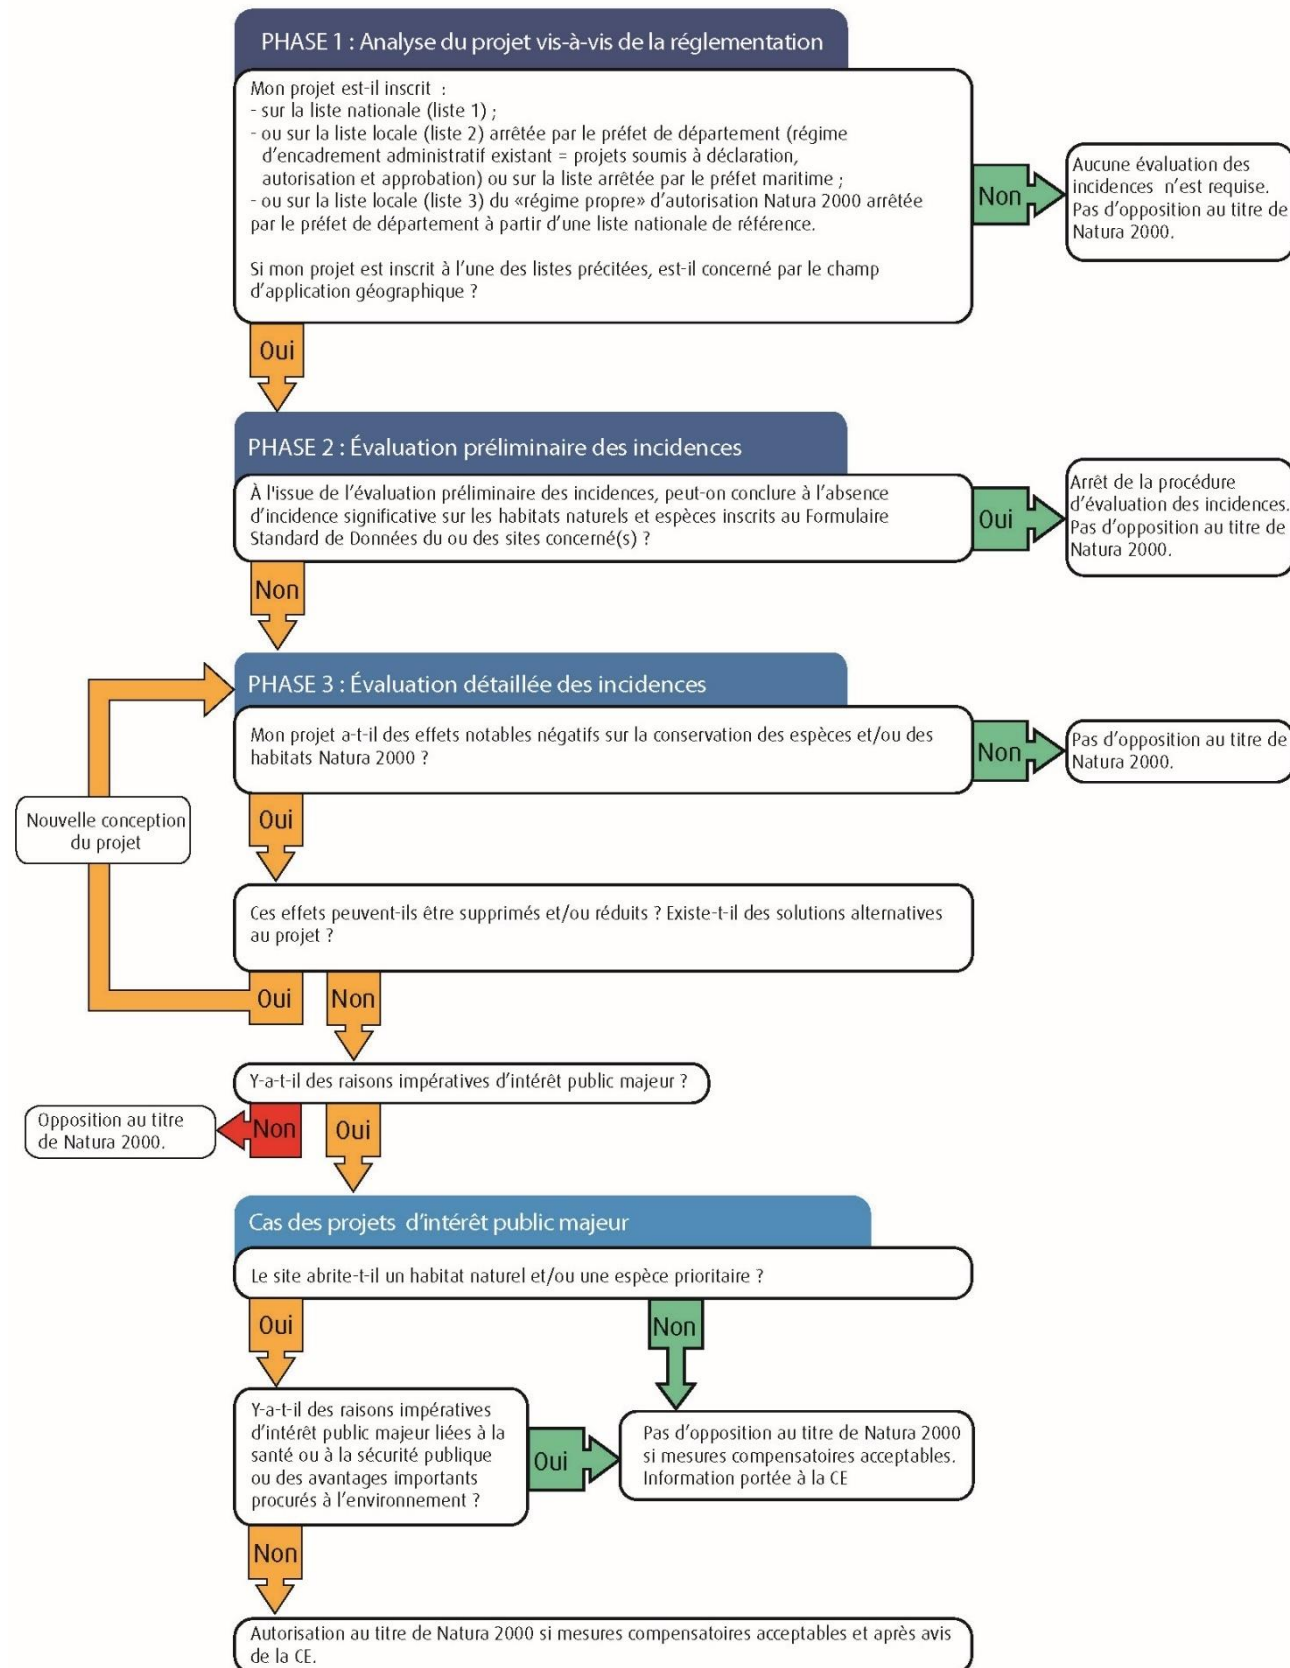 PHASE 1 : Analyse du projet vis-à-vis de la réglementation
Mon projet est-il inscrit :
- sur la liste nationale (liste 1) ;
- ou sur la liste locale (liste 2) arrêtée par le préfet de département (régime
d'encadrement administratif existant = projets soumis à déclaration,
autorisation et approbation) ou sur la liste arrêtée par le préfet maritime ;
- ou sur la liste locale (liste 3) du «régime propre» d'autorisation Natura 2000 arrêtée
par le préfet de département à partir d'une liste nationale de référence.
Si mon projet est inscrit à l'une des listes précitées, est-il concerné par le champ
d'application géographique ?
Non
Aucune évaluation des
incidences n'est requise.
Pas d'opposition au titre de
Natura 2000.
Oui
PHASE 2 : Évaluation préliminaire des incidences
À l'issue de l'évaluation préliminaire des incidences, peut-on conclure à l'absence
d'incidence significative sur les habitats naturels et espèces inscrits au Formulaire
Standard de Données du ou des sites concerné(s) ?
Oui
Arrêt de la procédure
d'évaluation des incidences.
Pas d'opposition au titre de
Natura 2000.
Non
PHASE 3 : Évaluation détaillée des incidences
Mon projet a-t-il des effets notables négatifs sur la conservation des espèces et/ou des
habitats Natura 2000 ?
Non
Pas d'opposition au titre de
Natura 2000.
Oui
Nouvelle conception
du projet
Ces effets peuvent-ils être supprimés et/ou réduits ? Existe-t-il des solutions alternatives
au projet ?
Oui
Non
Y-a-t-il des raisons impératives d'intérêt public majeur ?
Opposition au titre
de Natura 2000.
Non
Oui
Cas des projets d'intérêt public majeur
Le site abrite-t-il un habitat naturel et/ou une espèce prioritaire ?
Oui
Non
Y-a-t-il des raisons impératives
d'intérêt public majeur liées à la
santé ou à la sécurité publique
ou des avantages importants
procurés à l'environnement ?
Oui
Pas d'opposition au titre de Natura 2000
si mesures compensatoires acceptables.
Information portée à la CE
Non
Autorisation au titre de Natura 2000 si mesures compensatoires acceptables et après avis
de la CE.